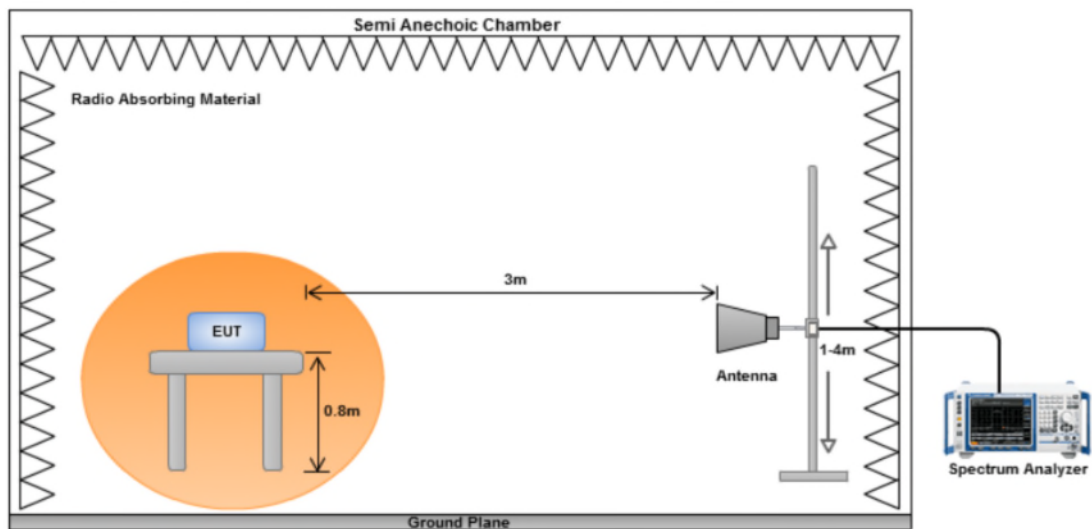 Semi Anechoic Chamber
Radio Absorbing Material
3m
EUT
1-4m
Antenna
0.8m
Spectrum Analyzer
Ground Plane